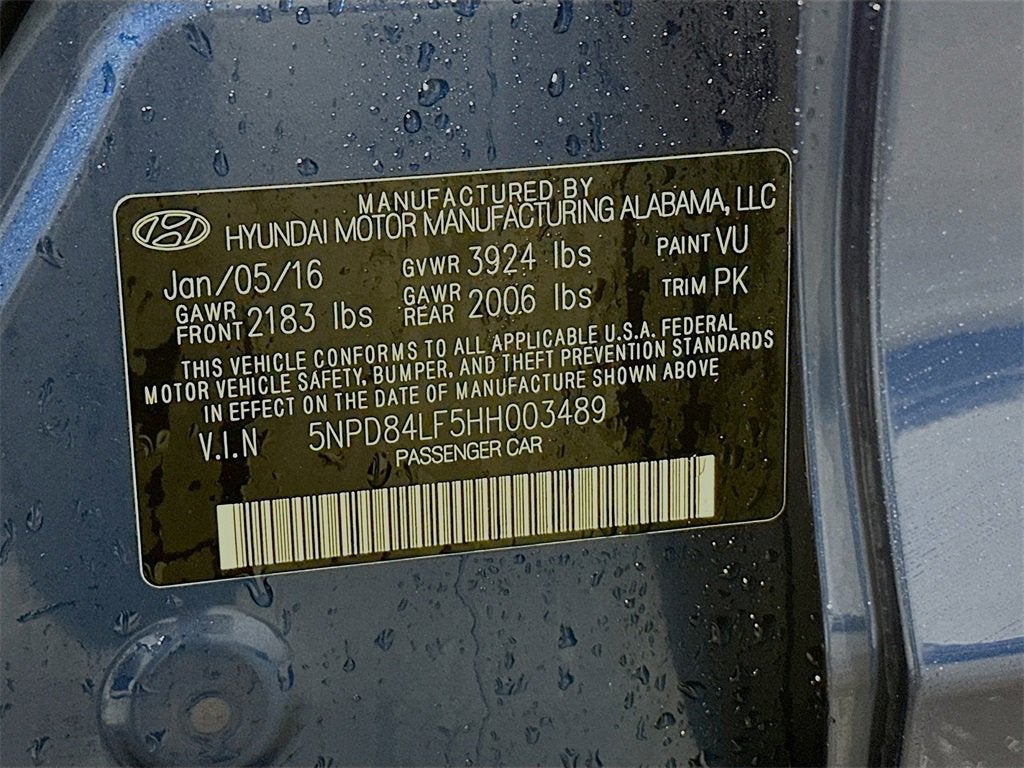 MANUFACTURED BY
HYUNDAI MOTOR MANUFACTURING ALABAMA, LLC
Jan/05/16 GVWR 3924 lbs PAINT VU
GAWR FRONT 2183 lbs GAWR REAR 2006 lbs TRIM PK
THIS VEHICLE CONFORMS TO ALL APPLICABLE U.S.A. FEDERAL
MOTOR VEHICLE SAFETY, BUMPER, AND THEFT PREVENTION STANDARDS
IN EFFECT ON THE DATE OF MANUFACTURE SHOWN ABOVE
V.I.N 5NPD84LF5HH003489
PASSENGER CAR